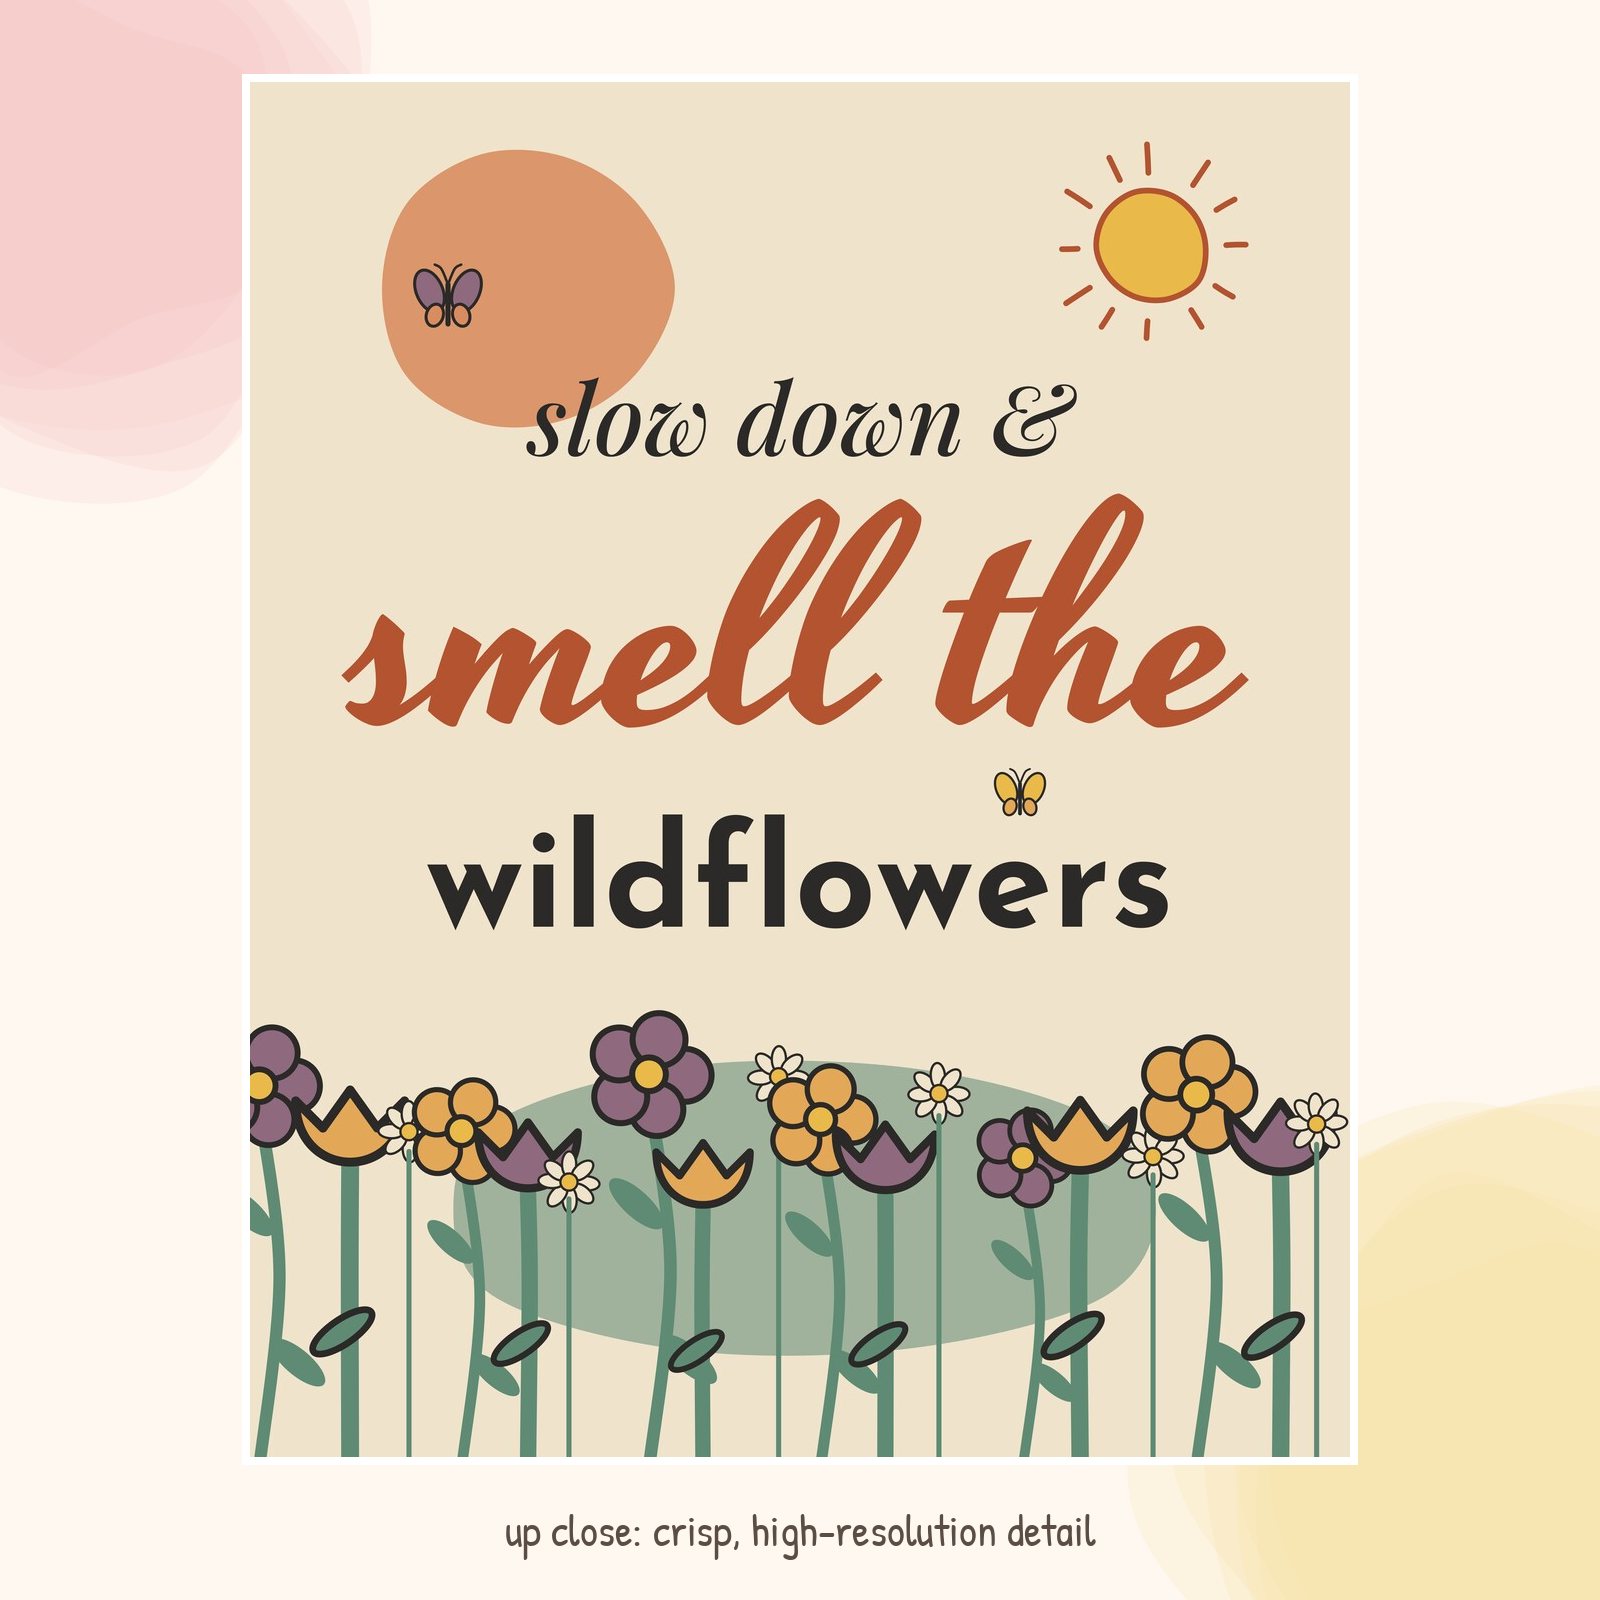 slow down &
smell the
wildflowers
up close: crisp, high-resolution detail